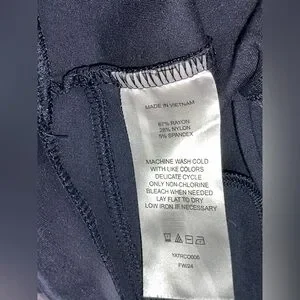 MADE IN VIETNAM
67% RAYON
28% NYLON
5% SPANDEX
MACHINE WASH COLD
WITH LIKE COLORS
DELICATE CYCLE
ONLY NON-CHLORINE
BLEACH WHEN NEEDED
LAY FLAT TO DRY
LOW IRON IF NECESSARY
FW24